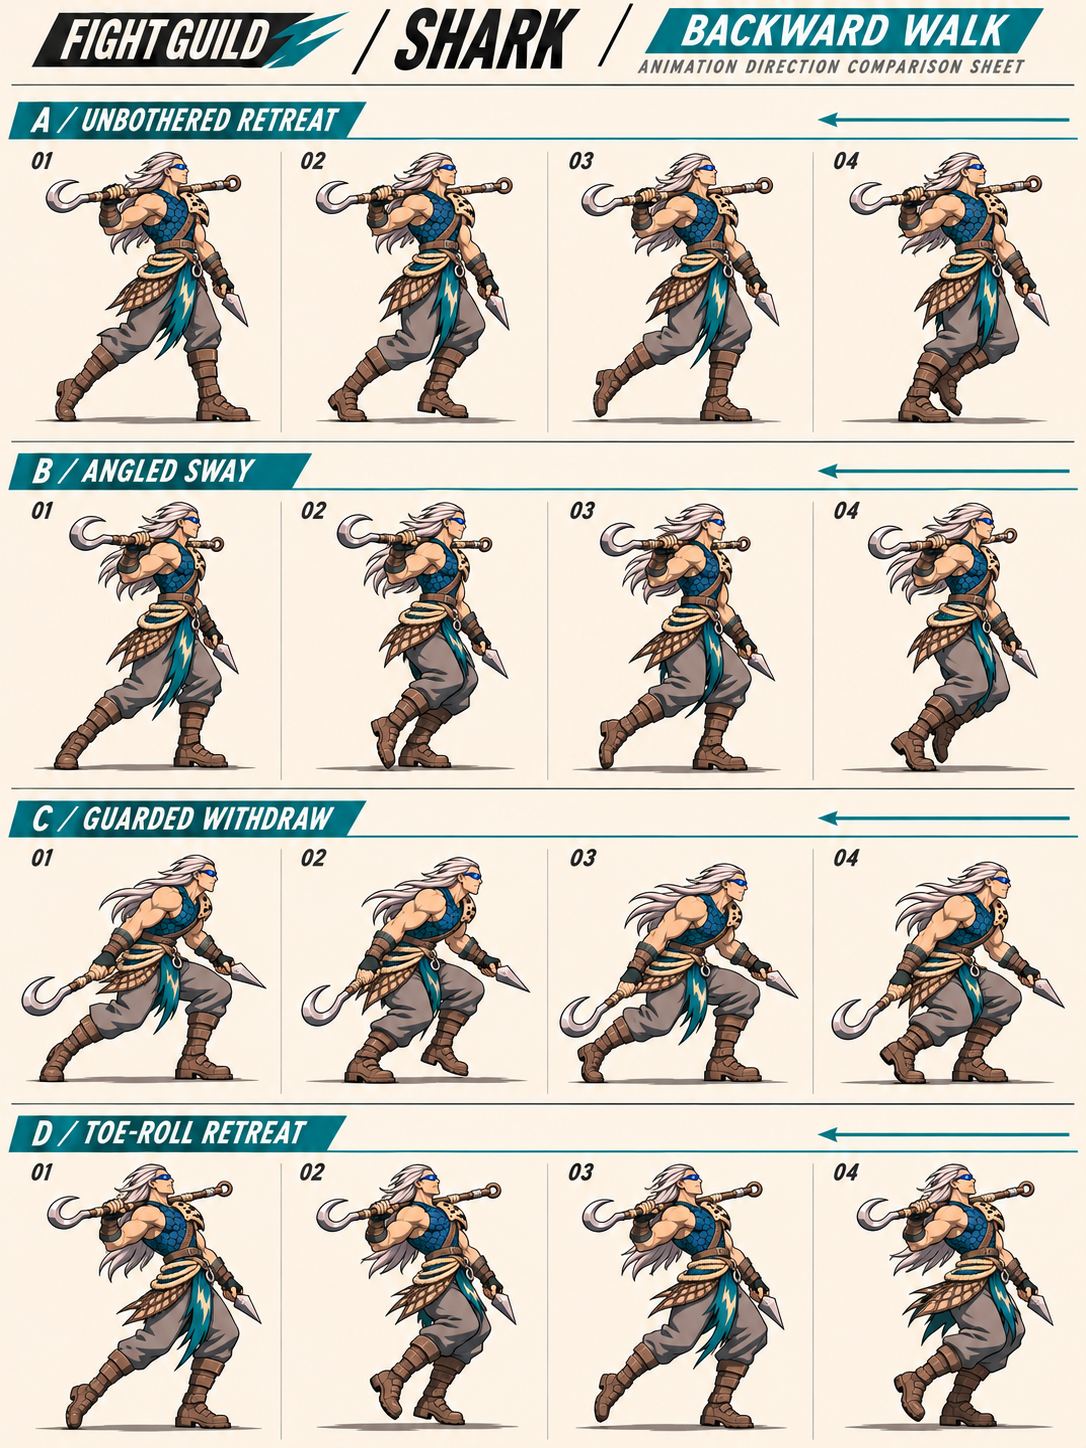 FIGHT GUILD / SHARK / BACKWARD WALK
ANIMATION DIRECTION COMPARISON SHEET
A / UNBOTHERED RETREAT
01 02 03 04
B / ANGLED SWAY
01 02 03 04
C / GUARDED WITHDRAW
01 02 03 04
D / TOE-ROLL RETREAT
01 02 03 04